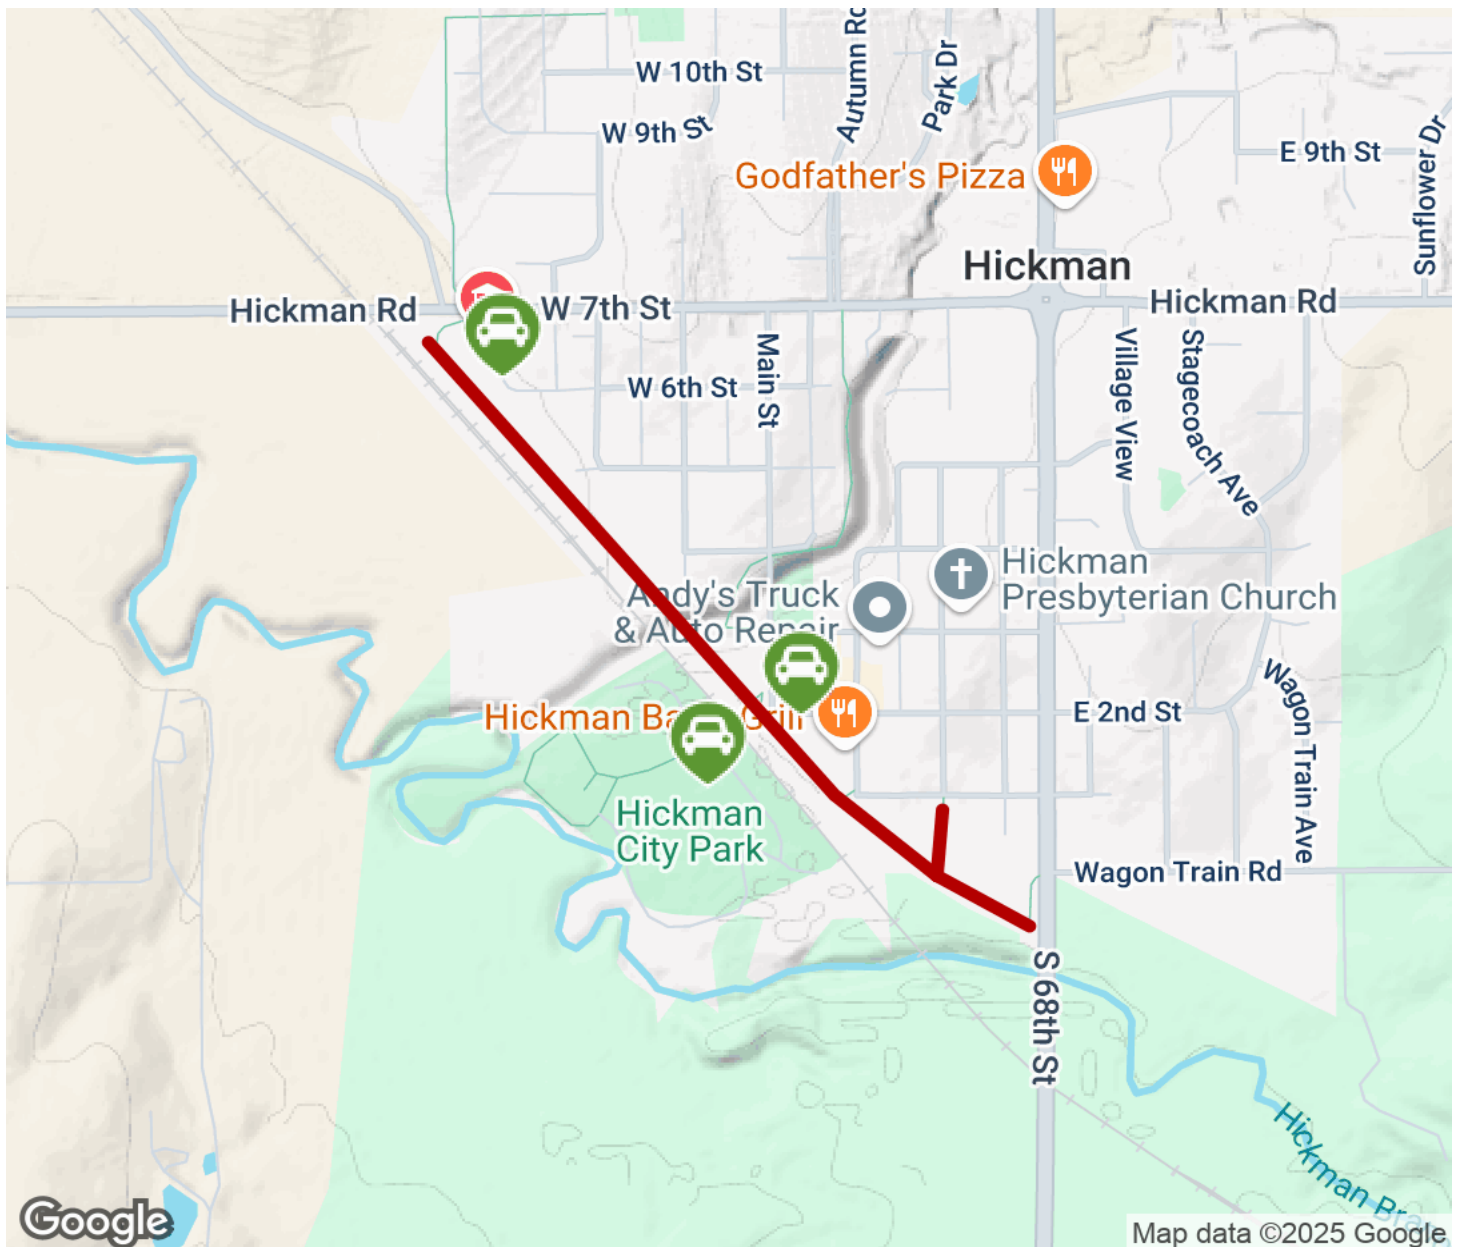 W 10th St
Autumn Rd
Park Dr
W 9th St
E 9th St
Sunflower Dr
Godfather's Pizza
Hickman
Hickman Rd
W 7th St
Hickman Rd
Main St
Village View
Stagecoach Ave
W 6th St
Hickman
Presbyterian Church
Andy's Truck
& Auto Repair
Wagon Train Ave
Hickman Grill
E 2nd St
Hickman
City Park
Wagon Train Rd
S 68th St
Hickman
Google
Map data ©2025 Google